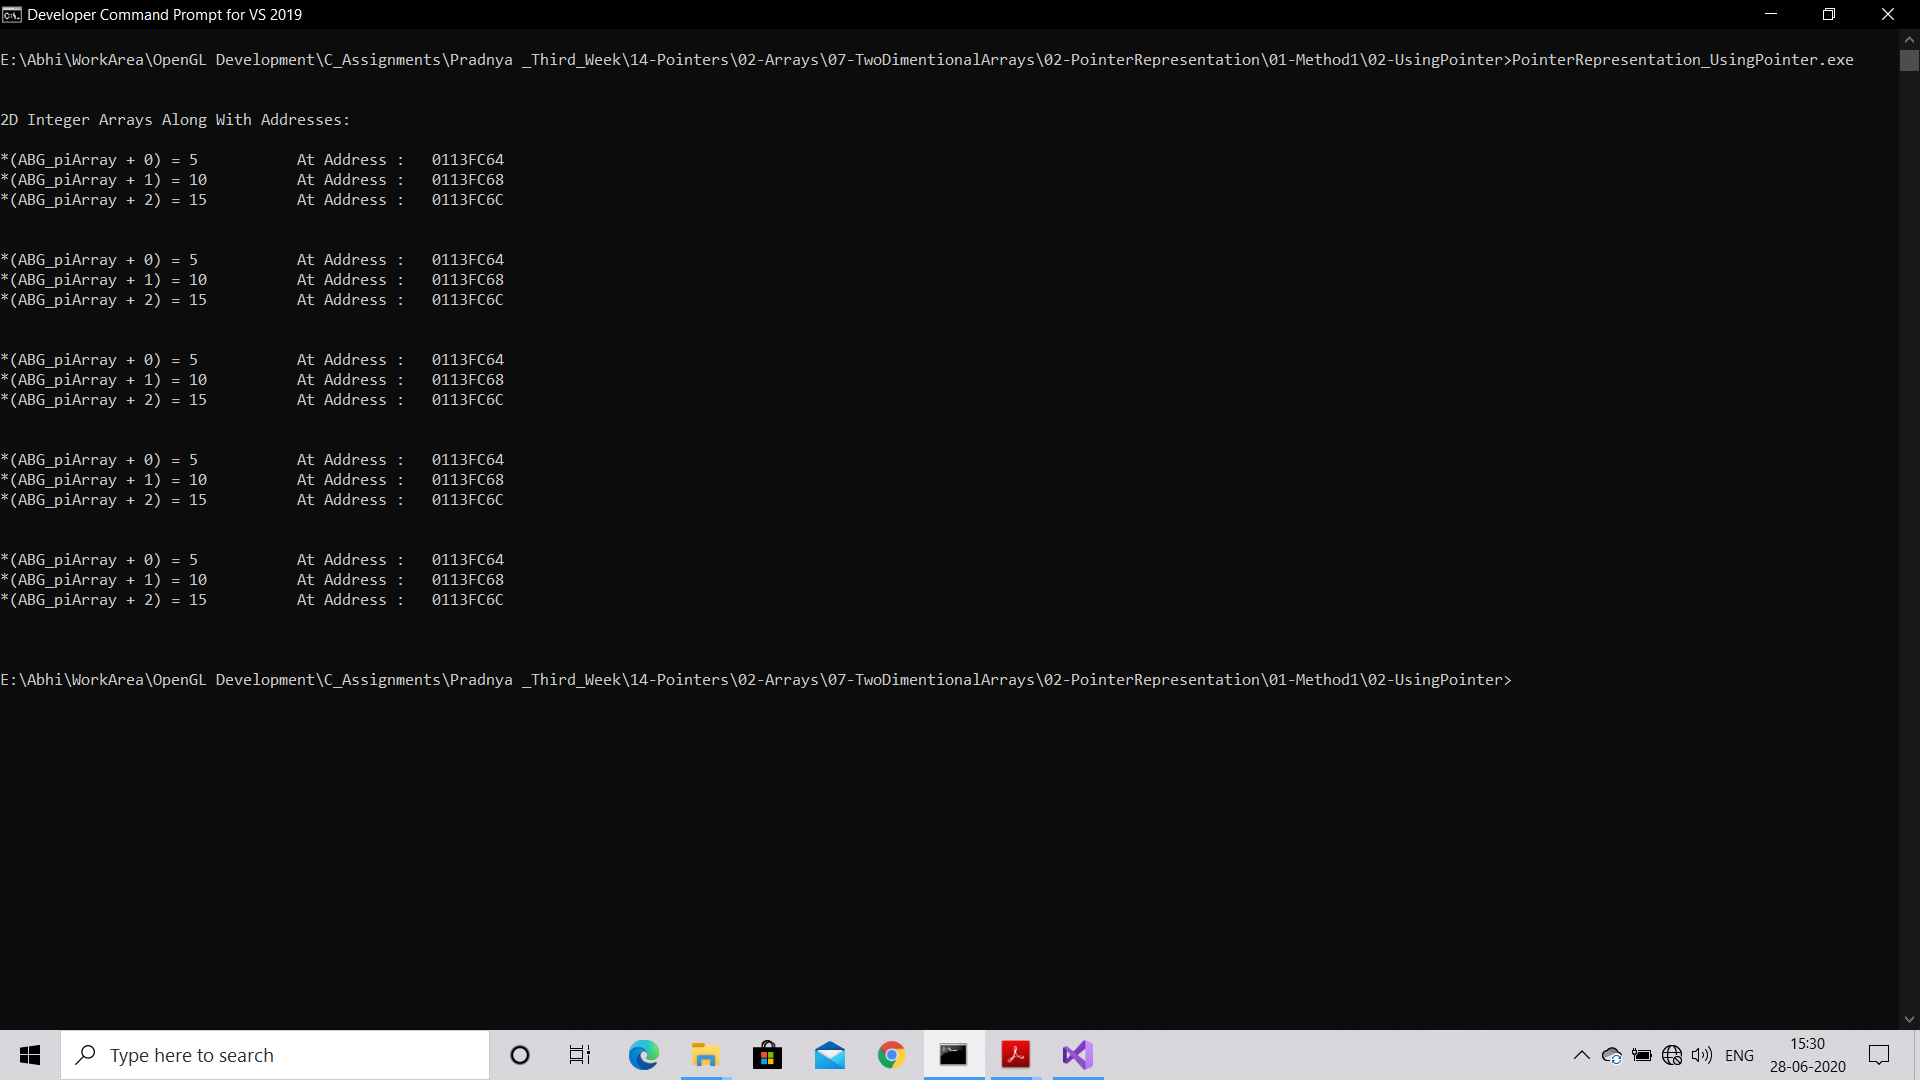 Developer Command Prompt for VS 2019
E:\Abhi\WorkArea\OpenGL Development\C_Assignments\Pradnya _Third_Week\14-Pointers\02-Arrays\07-TwoDimentionalArrays\02-PointerRepresentation\01-Method1\02-UsingPointer>PointerRepresentation_UsingPointer.exe
2D Integer Arrays Along With Addresses:
*(ABG_piArray + 0) = 5 At Address : 0113FC64
*(ABG_piArray + 1) = 10 At Address : 0113FC68
*(ABG_piArray + 2) = 15 At Address : 0113FC6C
*(ABG_piArray + 0) = 5 At Address : 0113FC64
*(ABG_piArray + 1) = 10 At Address : 0113FC68
*(ABG_piArray + 2) = 15 At Address : 0113FC6C
*(ABG_piArray + 0) = 5 At Address : 0113FC64
*(ABG_piArray + 1) = 10 At Address : 0113FC68
*(ABG_piArray + 2) = 15 At Address : 0113FC6C
*(ABG_piArray + 0) = 5 At Address : 0113FC64
*(ABG_piArray + 1) = 10 At Address : 0113FC68
*(ABG_piArray + 2) = 15 At Address : 0113FC6C
*(ABG_piArray + 0) = 5 At Address : 0113FC64
*(ABG_piArray + 1) = 10 At Address : 0113FC68
*(ABG_piArray + 2) = 15 At Address : 0113FC6C
E:\Abhi\WorkArea\OpenGL Development\C_Assignments\Pradnya _Third_Week\14-Pointers\02-Arrays\07-TwoDimentionalArrays\02-PointerRepresentation\01-Method1\02-UsingPointer>
Type here to search
ENG
15:30
28-06-2020